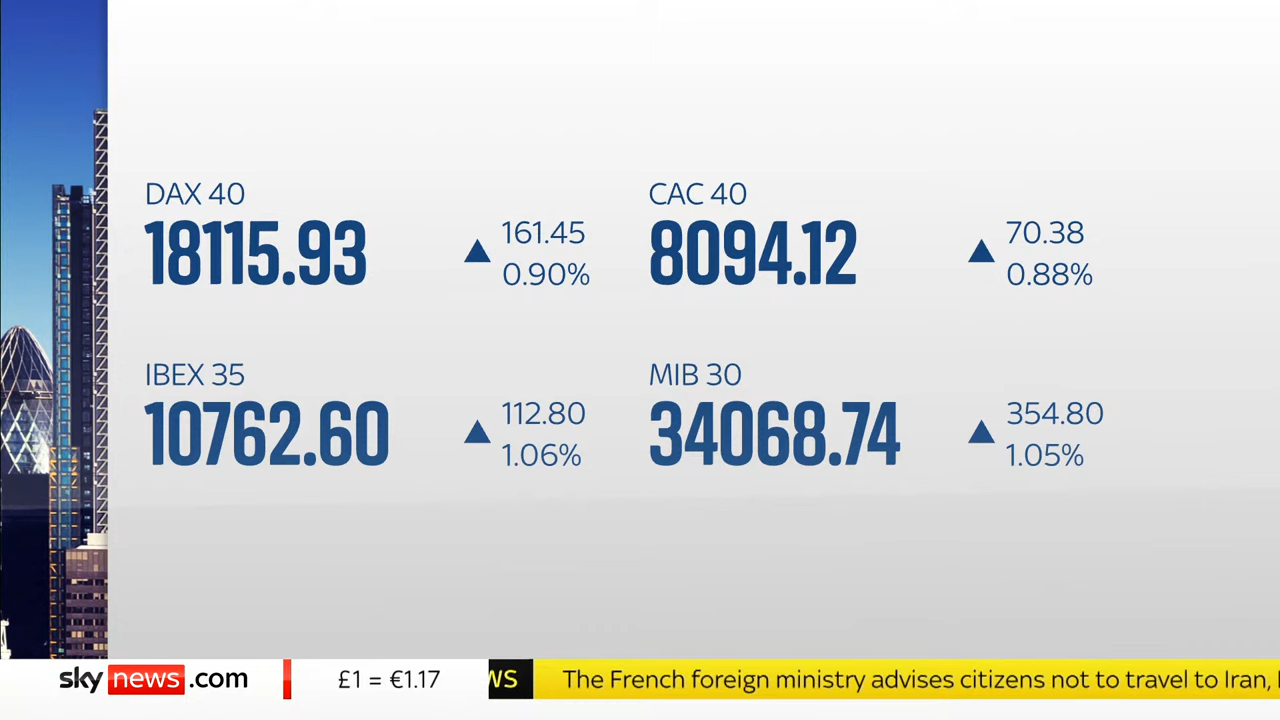 DAX 40
18115.93
161.45
0.90%
CAC 40
8094.12
70.38
0.88%
IBEX 35
10762.60
112.80
1.06%
MIB 30
34068.74
354.80
1.05%
sky news .com
£1 = €1.17
WS
The French foreign ministry advises citizens not to travel to Iran,